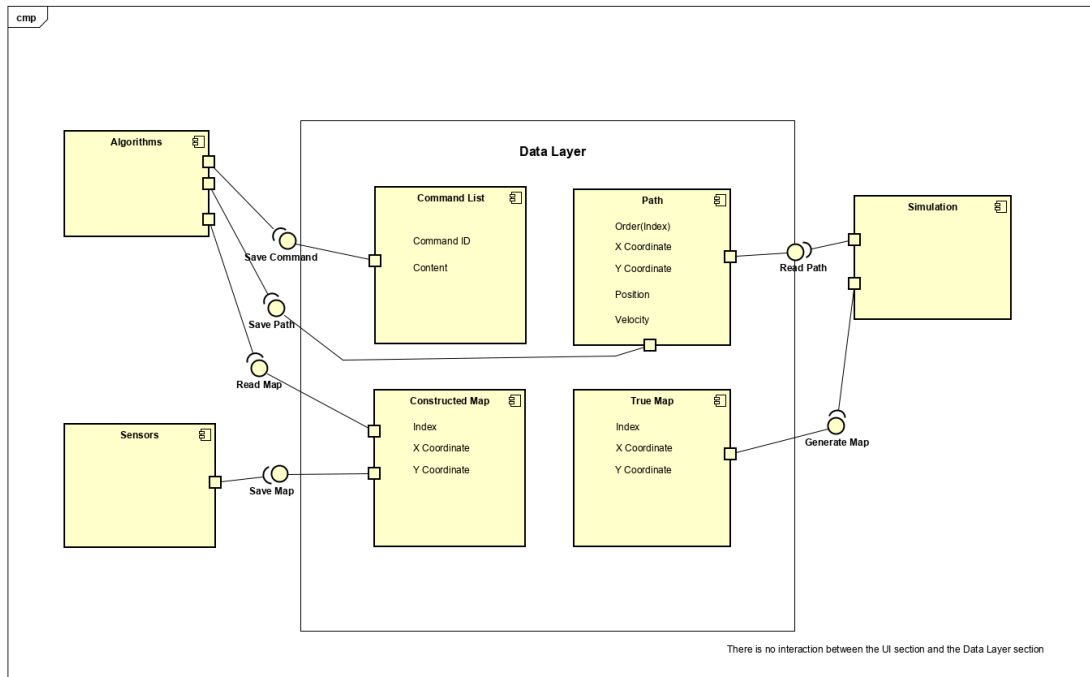 cmp
Algorithms
Data Layer
Command List
Command ID
Content
Path
Order(Index)
X Coordinate
Y Coordinate
Position
Velocity
Simulation
Save Command
Read Path
Save Path
Read Map
Sensors
Save Map
Constructed Map
Index
X Coordinate
Y Coordinate
True Map
Index
X Coordinate
Y Coordinate
Generate Map
There is no interaction between the UI section and the Data Layer section